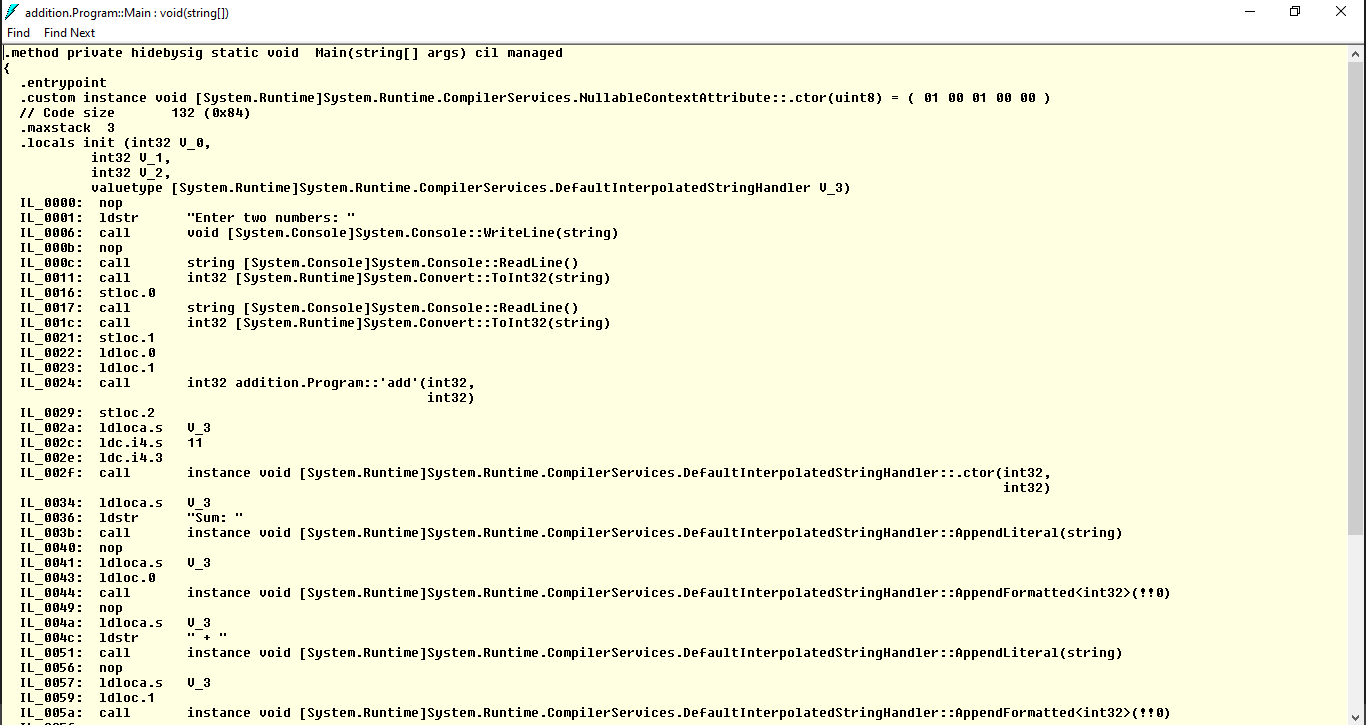 addition.Program::Main : void(string[])
Find Find Next
.method private hidebysig static void  Main(string[] args) cil managed
{
  .entrypoint
  .custom instance void [System.Runtime]System.Runtime.CompilerServices.NullableContextAttribute::.ctor(uint8) = ( 01 00 01 00 00 )
  // Code size       132 (0x84)
  .maxstack  3
  .locals init (int32 V_0,
           int32 V_1,
           int32 V_2,
           valuetype [System.Runtime]System.Runtime.CompilerServices.DefaultInterpolatedStringHandler V_3)
  IL_0000:  nop
  IL_0001:  ldstr      "Enter two numbers: "
  IL_0006:  call       void [System.Console]System.Console::WriteLine(string)
  IL_000b:  nop
  IL_000c:  call       string [System.Console]System.Console::ReadLine()
  IL_0011:  call       int32 [System.Runtime]System.Convert::ToInt32(string)
  IL_0016:  stloc.0
  IL_0017:  call       string [System.Console]System.Console::ReadLine()
  IL_001c:  call       int32 [System.Runtime]System.Convert::ToInt32(string)
  IL_0021:  stloc.1
  IL_0022:  ldloc.0
  IL_0023:  ldloc.1
  IL_0024:  call       int32 addition.Program::'add'(int32,
                                                     int32)
  IL_0029:  stloc.2
  IL_002a:  ldloca.s   V_3
  IL_002c:  ldc.i4.s   11
  IL_002e:  ldc.i4.3
  IL_002f:  call       instance void [System.Runtime]System.Runtime.CompilerServices.DefaultInterpolatedStringHandler::.ctor(int32,
                                                                                                                             int32)
  IL_0034:  ldloca.s   V_3
  IL_0036:  ldstr      "Sum: "
  IL_003b:  call       instance void [System.Runtime]System.Runtime.CompilerServices.DefaultInterpolatedStringHandler::AppendLiteral(string)
  IL_0040:  nop
  IL_0041:  ldloca.s   V_3
  IL_0043:  ldloc.0
  IL_0044:  call       instance void [System.Runtime]System.Runtime.CompilerServices.DefaultInterpolatedStringHandler::AppendFormatted<int32>(!!0)
  IL_0049:  nop
  IL_004a:  ldloca.s   V_3
  IL_004c:  ldstr      " + "
  IL_0051:  call       instance void [System.Runtime]System.Runtime.CompilerServices.DefaultInterpolatedStringHandler::AppendLiteral(string)
  IL_0056:  nop
  IL_0057:  ldloca.s   V_3
  IL_0059:  ldloc.1
  IL_005a:  call       instance void [System.Runtime]System.Runtime.CompilerServices.DefaultInterpolatedStringHandler::AppendFormatted<int32>(!!0)